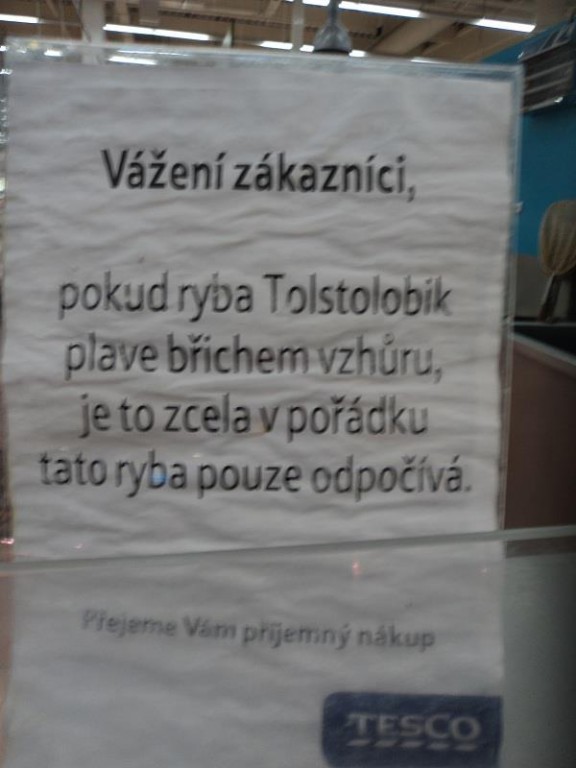 Vážení zákazníci,
pokud ryba Tolstolobik
plave břichem vzhůru,
je to zcela v pořádku
tato ryba pouze odpočívá.
Přejeme Vám příjemný nákup
TESCO